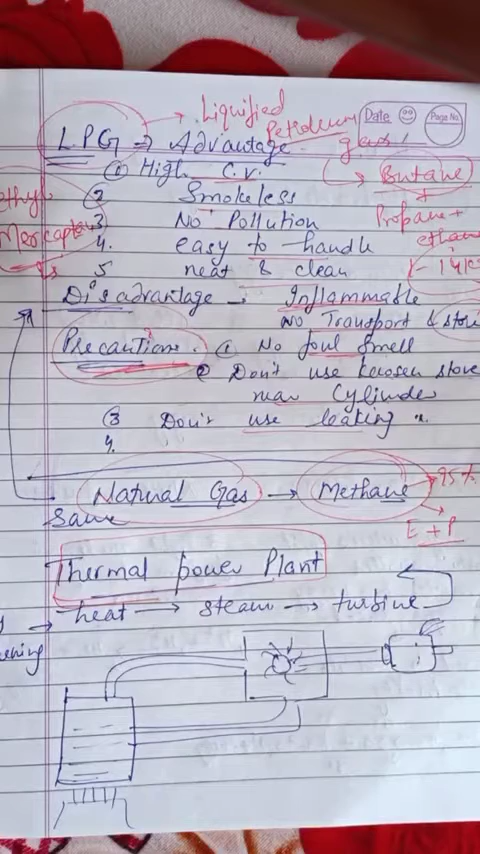 Liquified
Petroleum
gas
Date
Page No.
LPG → Advantage
Butane
+
Propane +
ethane
① High C.V.
② Smokeless
3 No Pollution
4. easy to handle
5 neat & clean
Mercaptan
Disadvantage → Inflammable
No Transport & store
Precautions. ① No foul smell
② Don't use kerosen stove
near Cylinder
③ Don't use leaking "
4.
Natural Gas → Methane → 95%
Same
E + P
Thermal power Plant
→ heat → steam → turbine